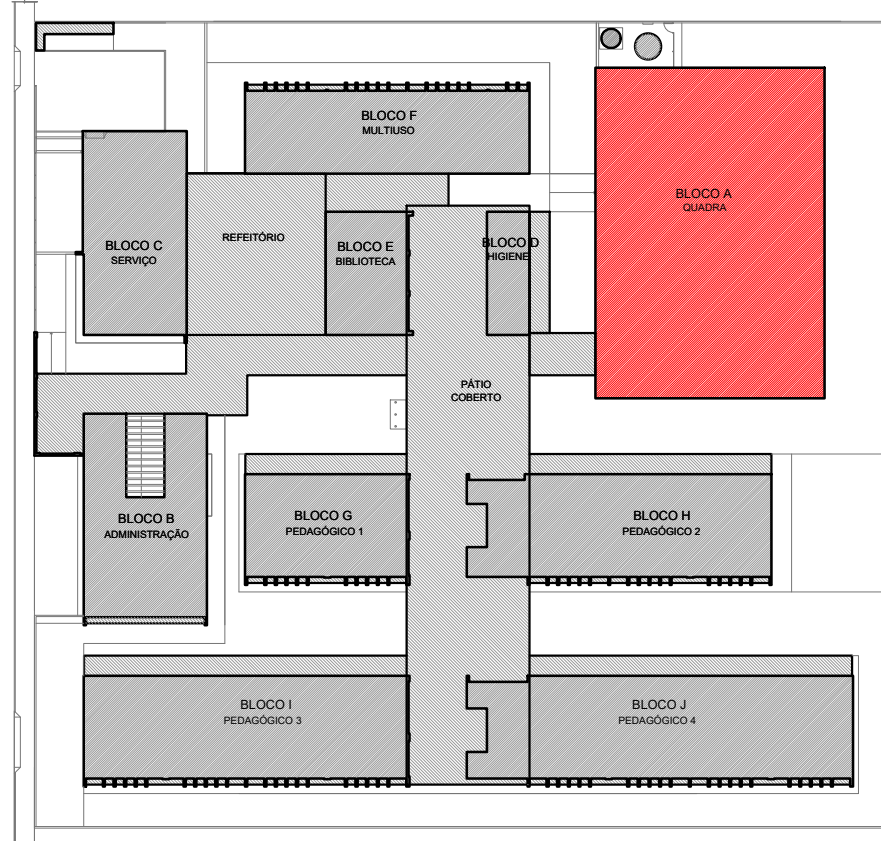 BLOCO F
MULTIUSO
BLOCO A
QUADRA
BLOCO C
SERVIÇO
REFEITÓRIO
BLOCO E
BIBLIOTECA
BLOCO D
HIGIENE
PÁTIO
COBERTO
BLOCO B
ADMINISTRAÇÃO
BLOCO G
PEDAGÓGICO 1
BLOCO H
PEDAGÓGICO 2
BLOCO I
PEDAGÓGICO 3
BLOCO J
PEDAGÓGICO 4